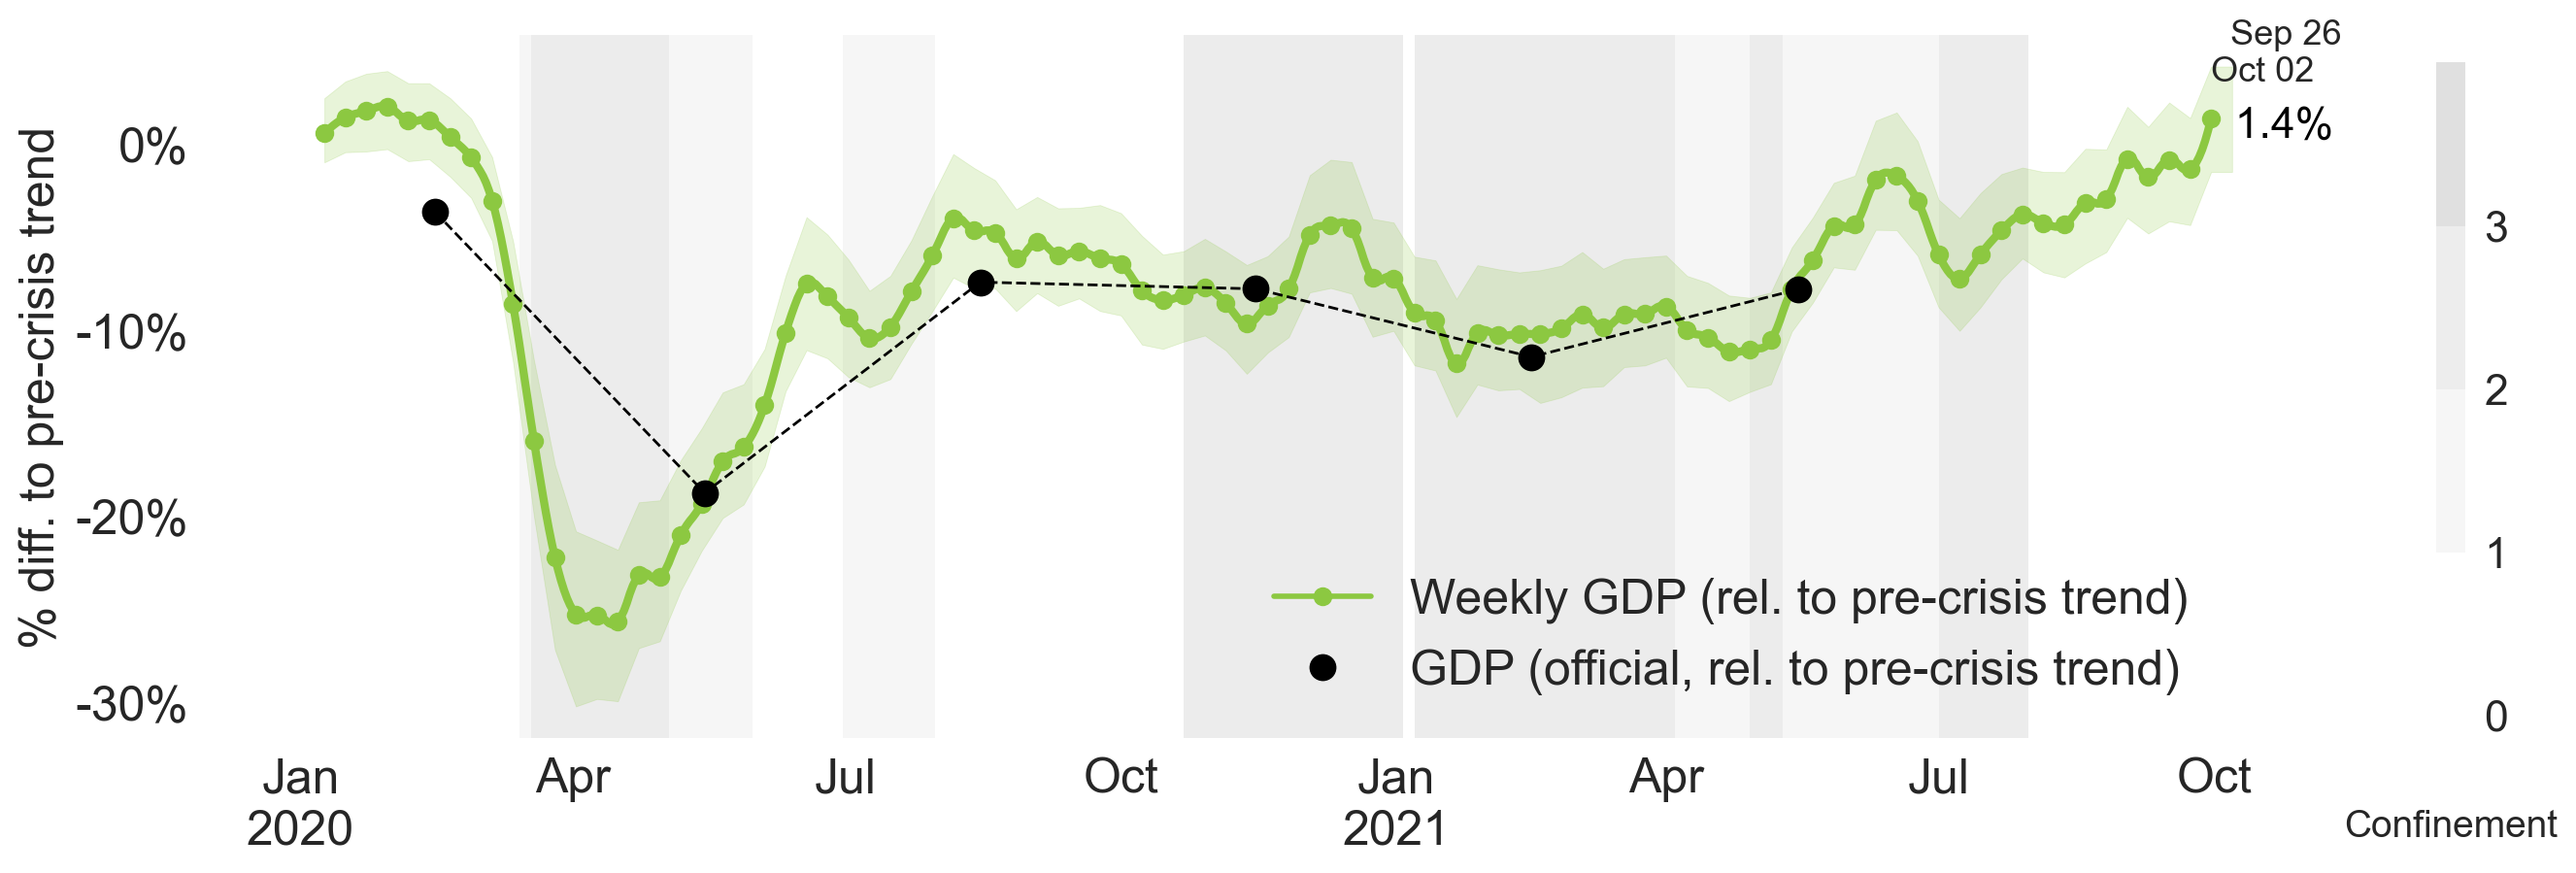 Sep 26
Oct 02
1.4%
% diff. to pre-crisis trend
0%
-10%
-20%
-30%
3
2
1
0
Weekly GDP (rel. to pre-crisis trend)
GDP (official, rel. to pre-crisis trend)
Jan Apr Jul Oct Jan Apr Jul Oct
2020 2021
Confinement